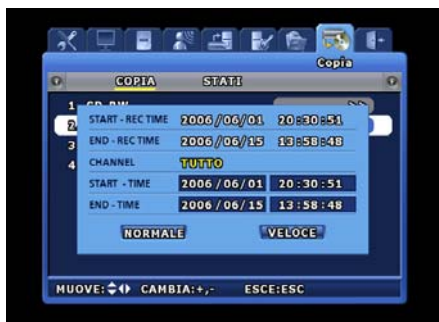 Copia
COPIA STATI
1 CD-RW >>
2
3
4
START - REC TIME 2006/06/01 20:30:51
END - REC TIME 2006/06/15 13:58:48
CHANNEL TUTTO
START - TIME 2006/06/01 20:30:51
END - TIME 2006/06/15 13:58:48
NORMALE VELOCE
MUOVE: CAMBIA:+,- ESCE:ESC